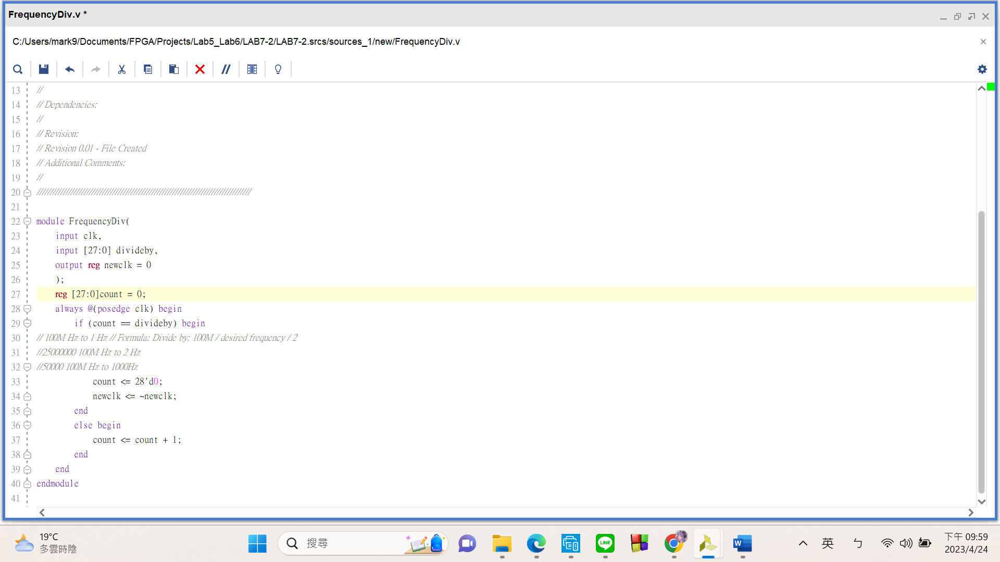 FrequencyDiv.v *
C:/Users/mark9/Documents/FPGA/Projects/Lab5_Lab6/LAB7-2/LAB7-2.srcs/sources_1/new/FrequencyDiv.v
13 //
14 // Dependencies:
15 //
16 // Revision:
17 // Revision 0.01 - File Created
18 // Additional Comments:
19 //
20 //////////////////////////////////////////////////////////////////////////////////
21
22 module FrequencyDiv(
23 input clk,
24 input [27:0] divideby,
25 output reg newclk = 0
26 );
27 reg [27:0]count = 0;
28 always @(posedge clk) begin
29 if (count == divideby) begin
30 // 100M Hz to 1 Hz // Formula: Divide by: 100M / desired frequency / 2
31 //25000000 100M Hz to 2 Hz
32 //50000 100M Hz to 1000Hz
33 count <= 28'd0;
34 newclk <= ~newclk;
35 end
36 else begin
37 count <= count + 1;
38 end
39 end
40 endmodule
41
19°C
多雲時陰
搜尋
LINE
W
英
ㄅ
下午 09:59
2023/4/24